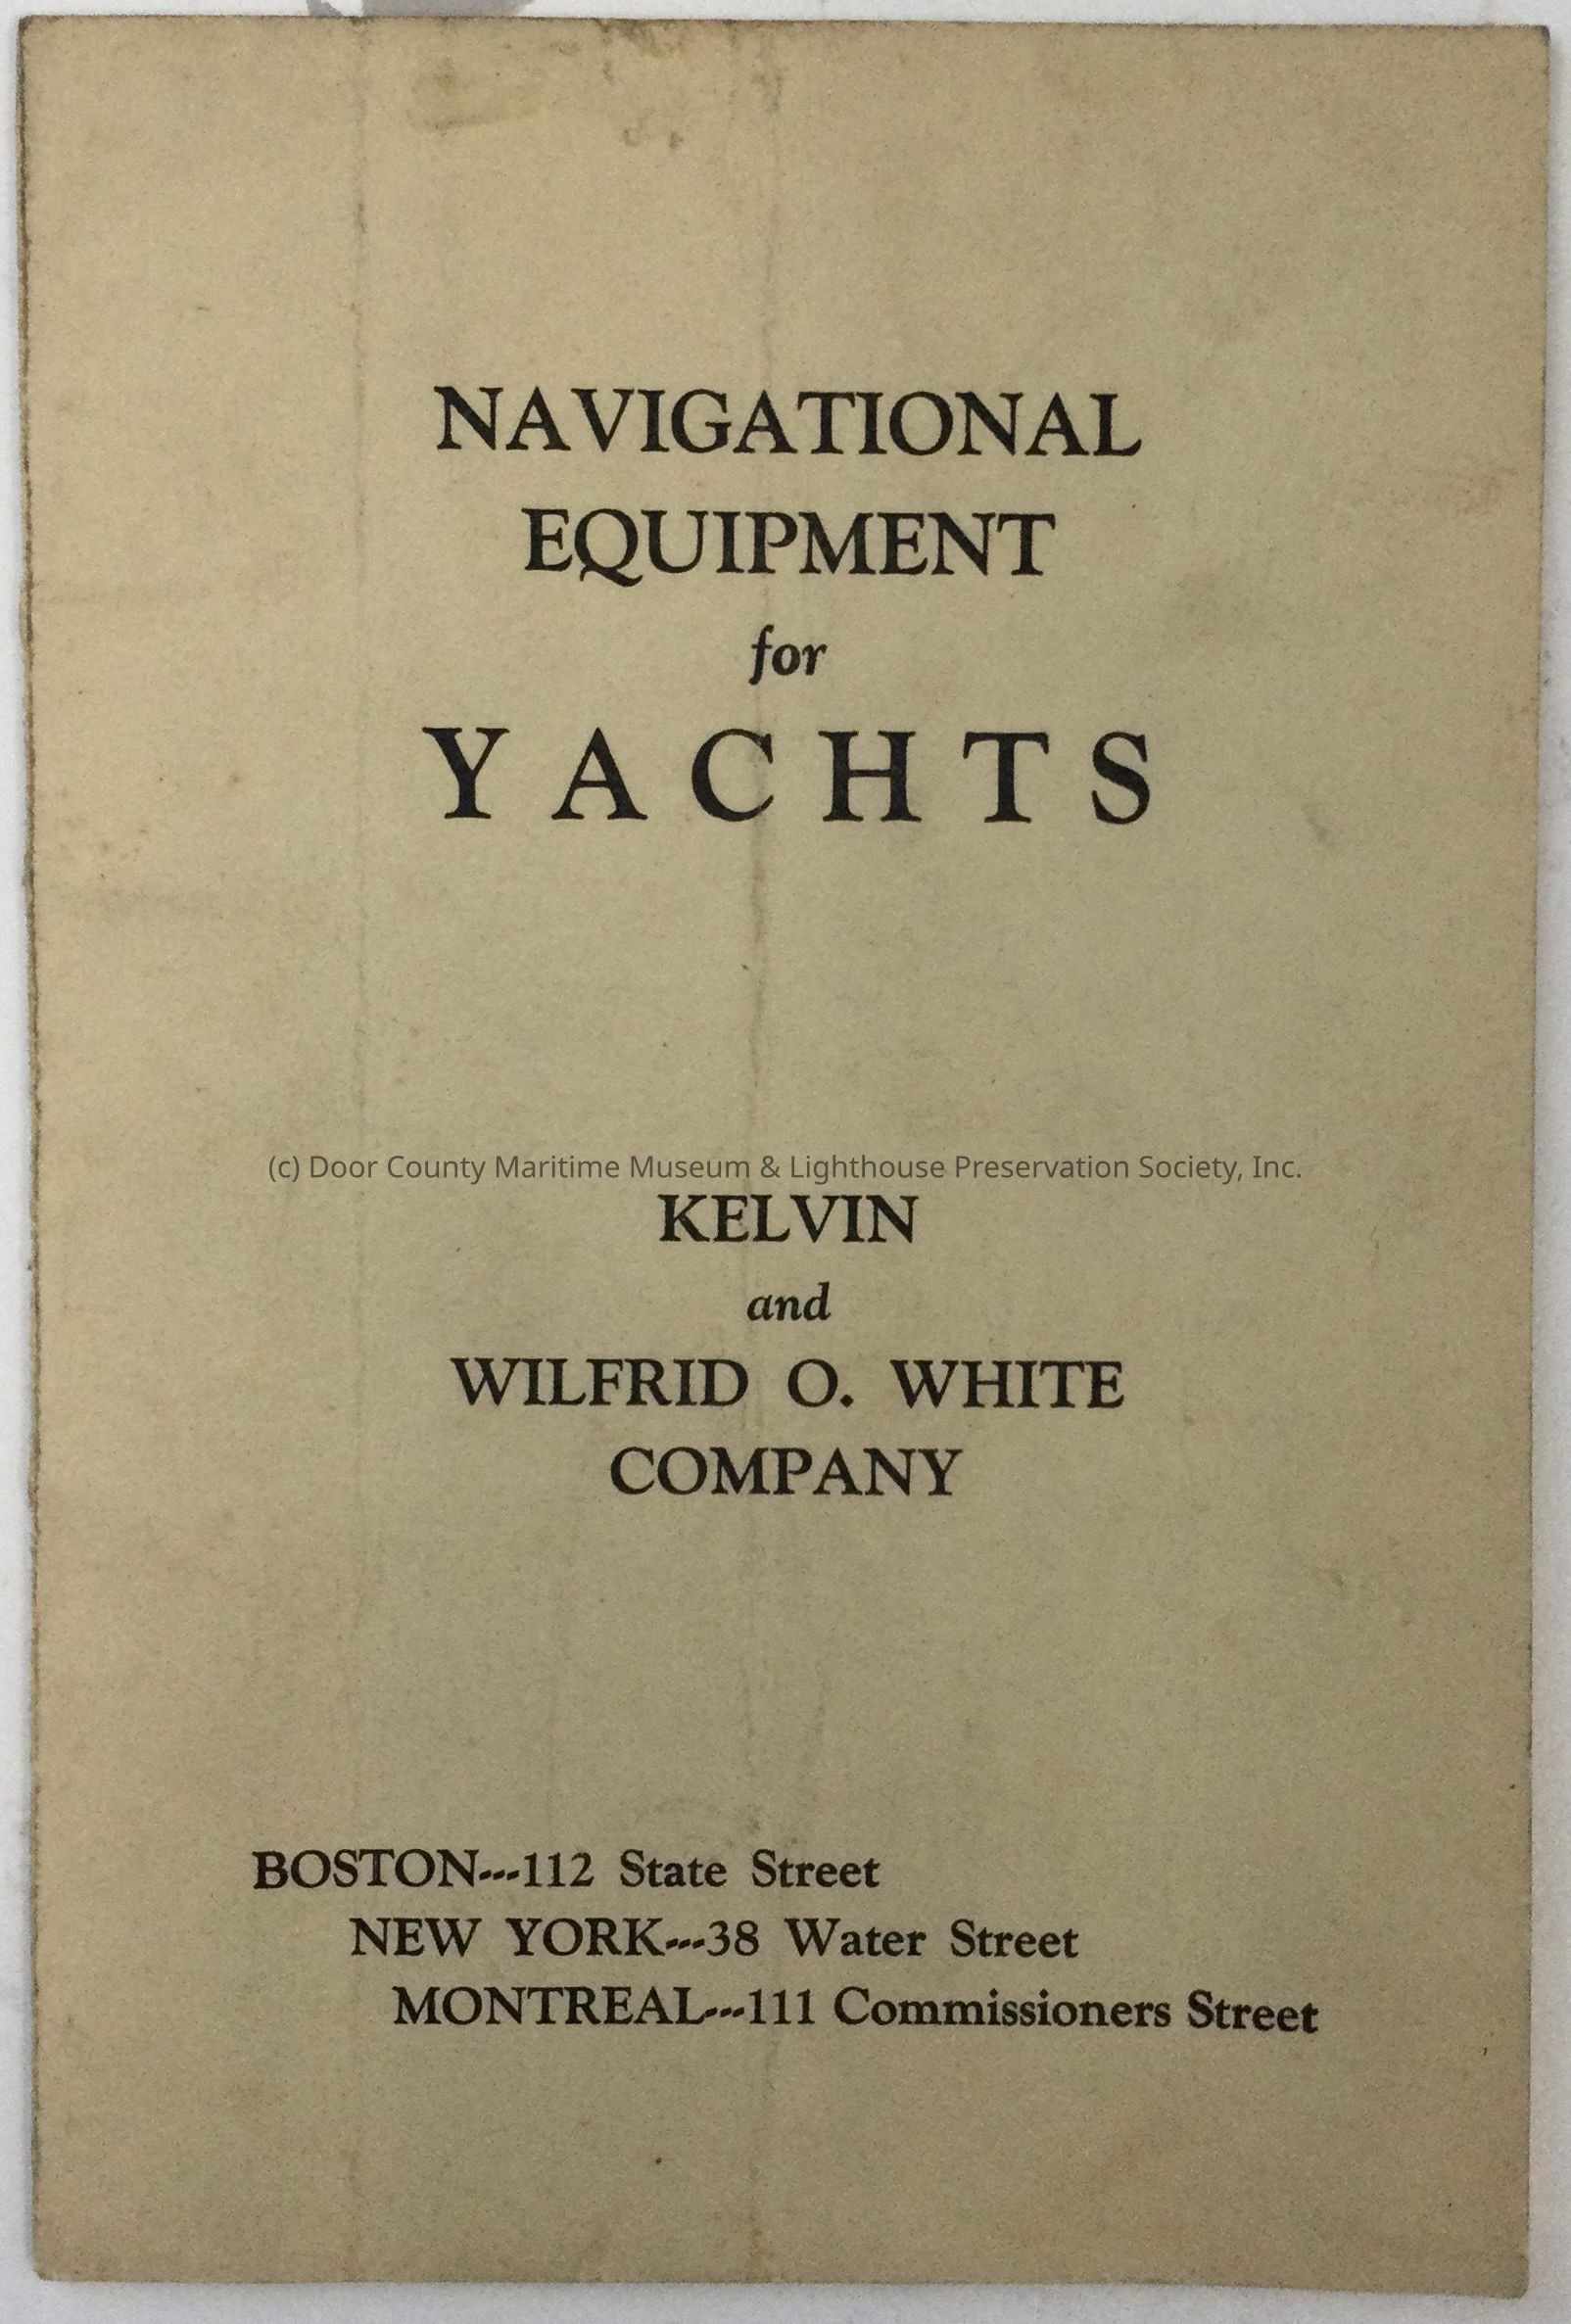 NAVIGATIONAL
EQUIPMENT
for
YACHTS
(c) Door County Maritime Museum & Lighthouse Preservation Society, Inc.
KELVIN
and
WILFRID O. WHITE
COMPANY
BOSTON---112 State Street
NEW YORK---38 Water Street
MONTREAL---111 Commissioners Street